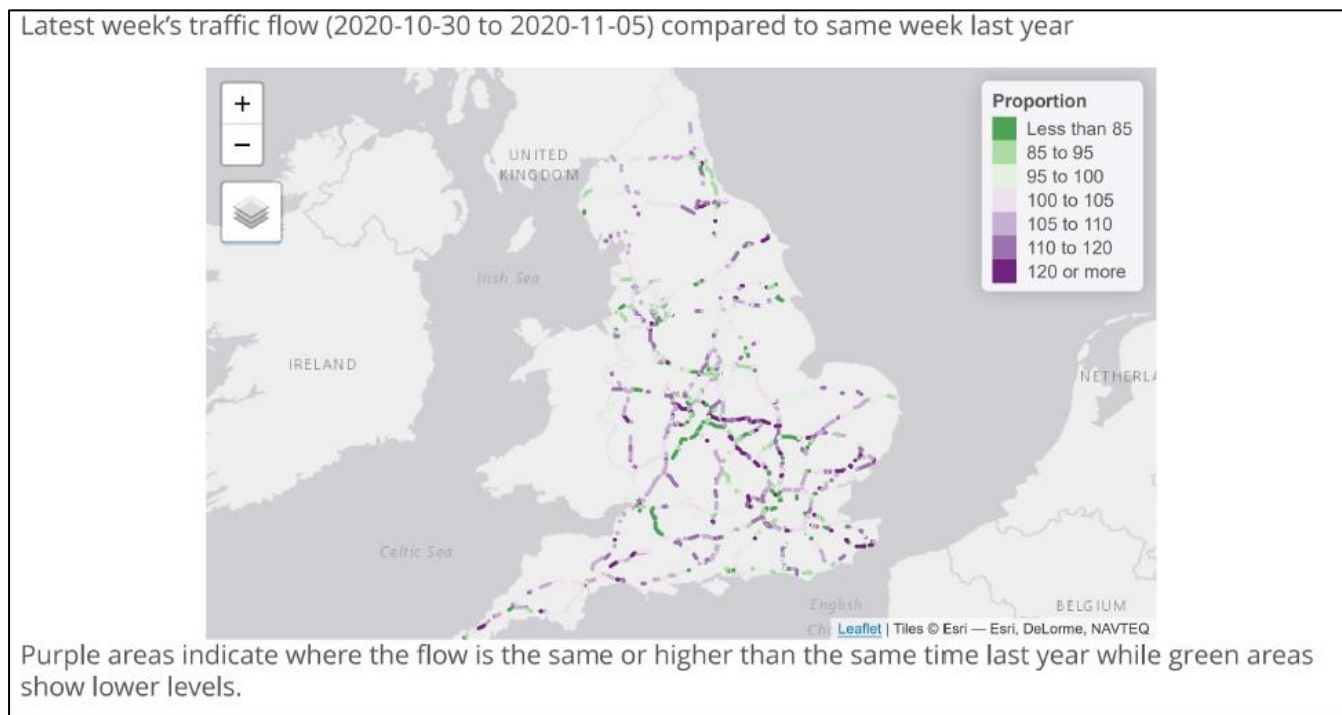 Latest week's traffic flow (2020-10-30 to 2020-11-05) compared to same week last year
+
−
Proportion
Less than 85
85 to 95
95 to 100
100 to 105
105 to 110
110 to 120
120 or more
UNITED
KINGDOM
Irish Sea
IRELAND
NETHERLA
Celtic Sea
English
Ch
BELGIUM
Leaflet | Tiles © Esri — Esri, DeLorme, NAVTEQ
Purple areas indicate where the flow is the same or higher than the same time last year while green areas
show lower levels.